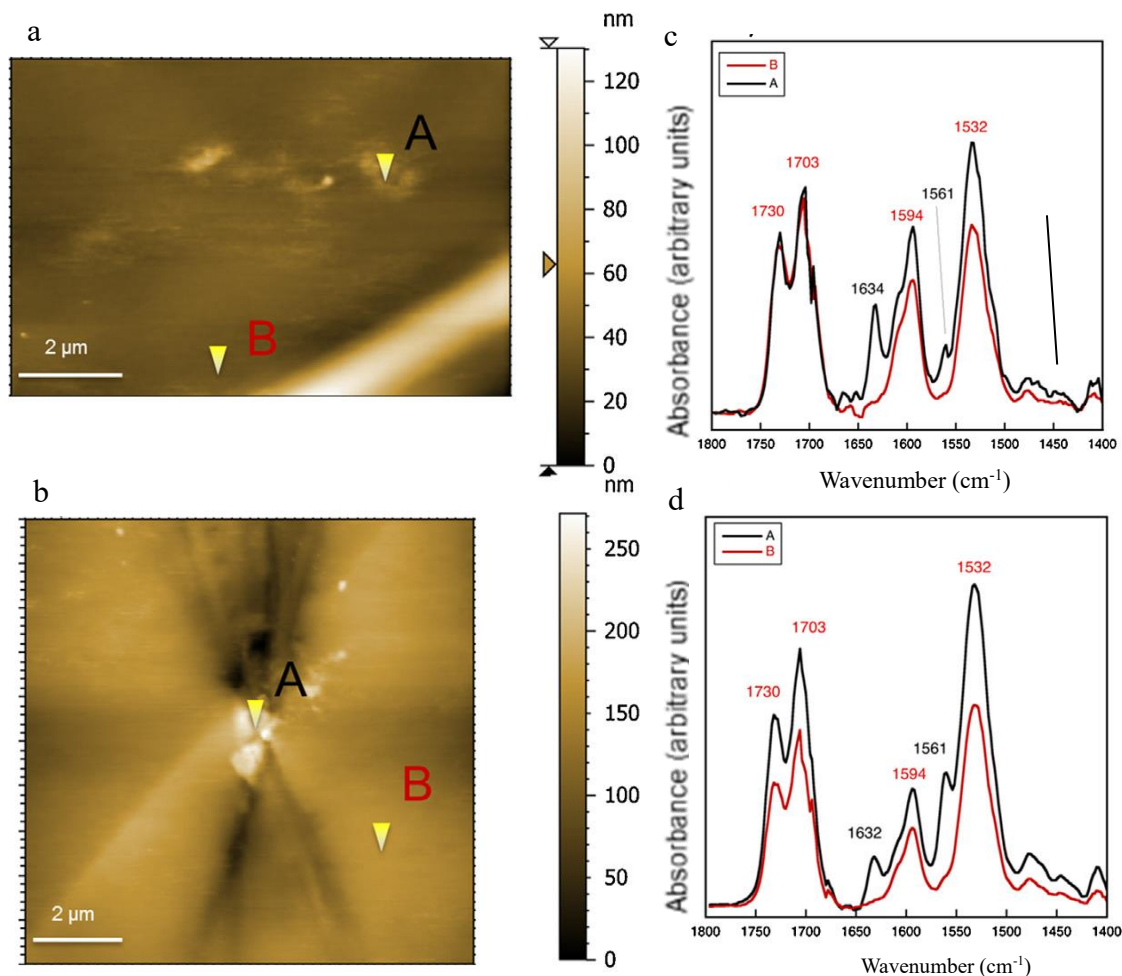 a
A
B
2 µm
nm
120
100
80
60
40
20
0
c
B
A
1730
1703
1634
1594
1561
1532
Absorbance (arbitrary units)
1800 1750 1700 1650 1600 1550 1500 1450 1400
Wavenumber (cm-1)
b
A
B
2 µm
nm
250
200
150
100
50
0
d
A
B
1730
1703
1632
1594
1561
1532
Absorbance (arbitrary units)
1800 1750 1700 1650 1600 1550 1500 1450 1400
Wavenumber (cm-1)